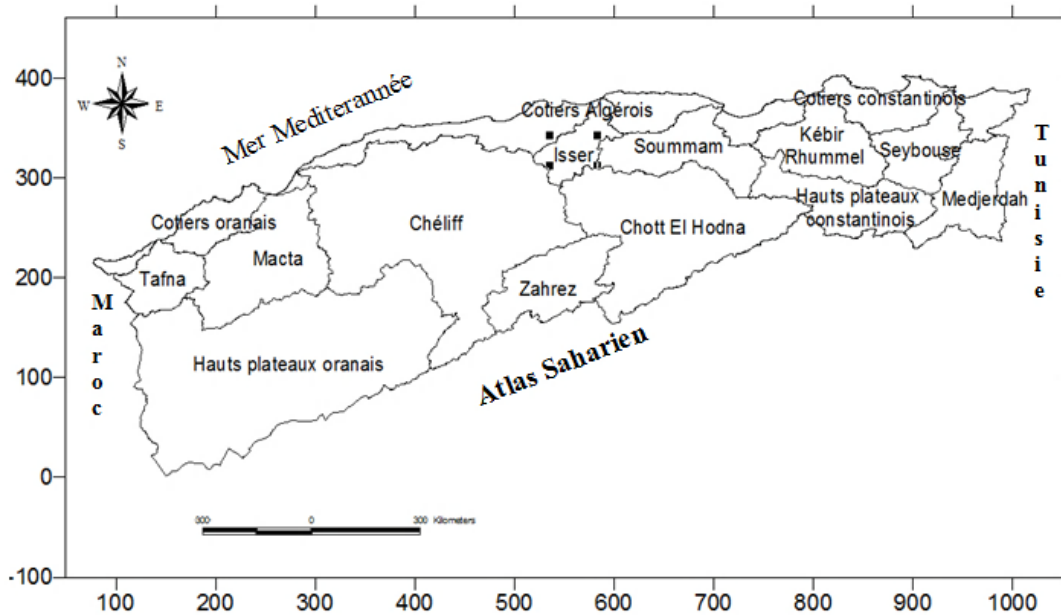 N
W E
S
Mer Mediterannée
Cotiers Algérois
Cotiers constantinois
Isser
Soummam
Kébir
Rhummel
Seybouse
Cotiers oranais
Chéliff
Chott El Hodna
Hauts plateaux
constantinois
Medjerdah
Tafna
Macta
Zahrez
Hauts plateaux oranais
Maroc
Atlas Saharien
Tunisie
300 0 300 Kilometers
400
300
200
100
0
-100
100 200 300 400 500 600 700 800 900 1000